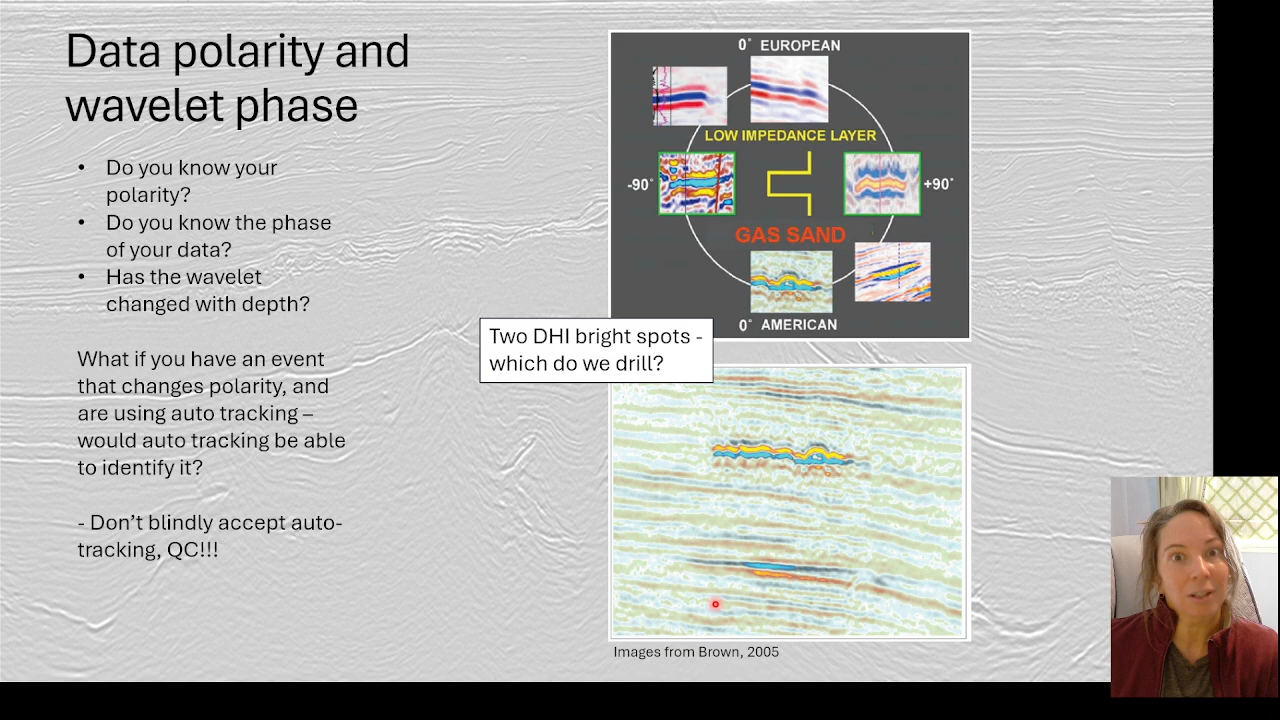 Data polarity and
wavelet phase
• Do you know your
polarity?
• Do you know the phase
of your data?
• Has the wavelet
changed with depth?
What if you have an event
that changes polarity, and
are using auto tracking –
would auto tracking be able
to identify it?
- Don’t blindly accept auto-
tracking, QC!!!
0° EUROPEAN
LOW IMPEDANCE LAYER
-90°
+90°
GAS SAND
0° AMERICAN
Two DHI bright spots -
which do we drill?
Images from Brown, 2005